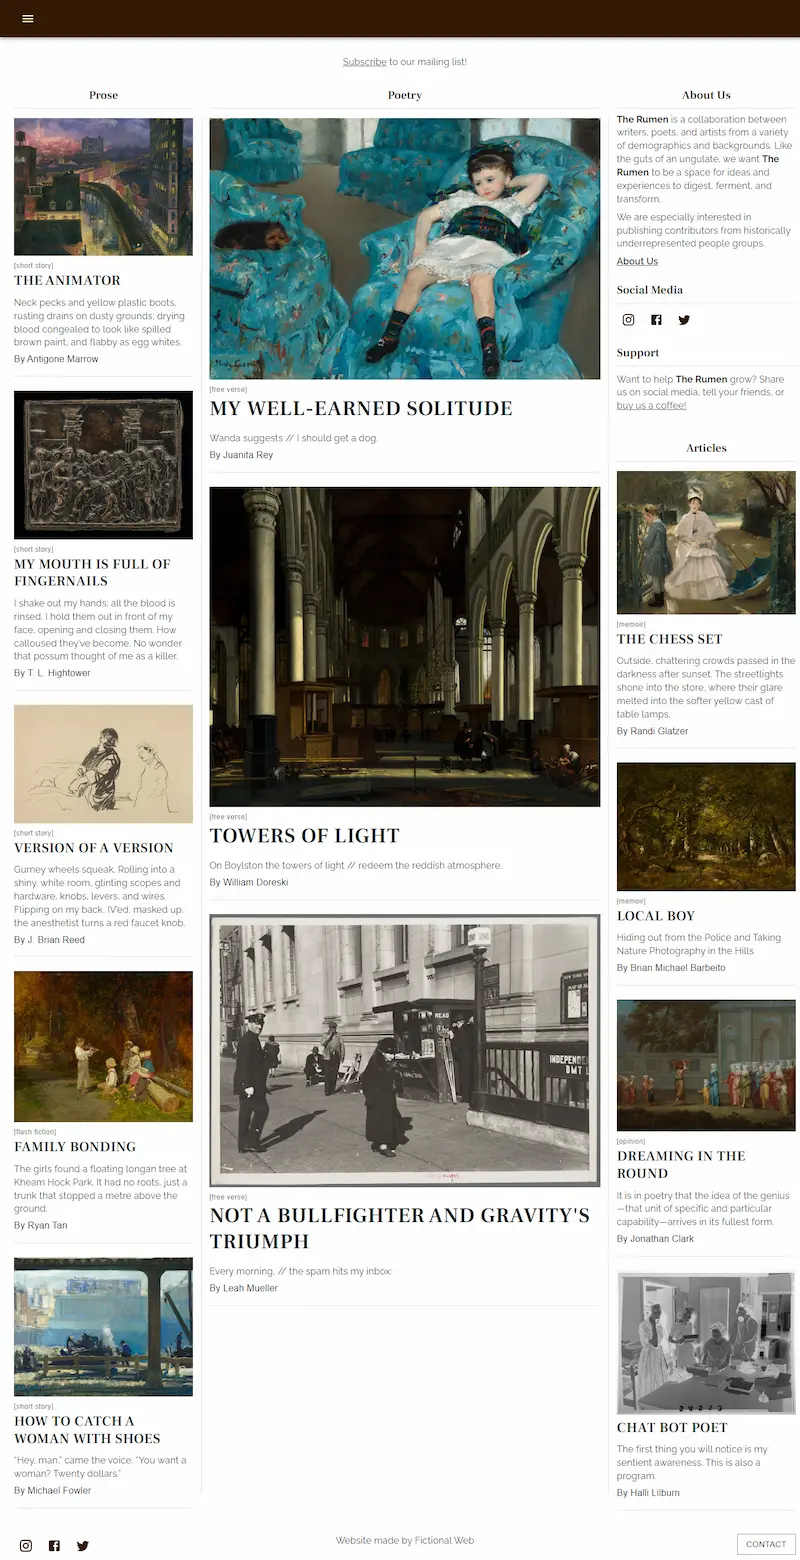 Subscribe to our mailing list!
Prose
[short story]
THE ANIMATOR
Neck pecks and yellow plastic boots,
rusting drains on dusty grounds; drying
blood congealed to look like spilled
brown paint, and flabby as egg whites.
By Antigone Marrow
[short story]
MY MOUTH IS FULL OF
FINGERNAILS
I shake out my hands; all the blood is
rinsed. I hold them out in front of my
face, opening and closing them. How
calloused they've become. No wonder
that possum thought of me as a killer.
By T. L. Hightower
[short story]
VERSION OF A VERSION
Gurney wheels squeak. Rolling into a
shiny, white room, glinting scopes and
hardware, knobs, levers, and wires.
Flipping on my back, IV'ed, masked up,
the anesthetist turns a red faucet knob.
By J. Brian Reed
[flash fiction]
FAMILY BONDING
The girls found a floating longan tree at
Kheam Hock Park. It had no roots, just a
trunk that stopped a metre above the
ground.
By Ryan Tan
[short story]
HOW TO CATCH A
WOMAN WITH SHOES
"Hey, man," came the voice. "You want a
woman? Twenty dollars."
By Michael Fowler
Poetry
[free verse]
MY WELL-EARNED SOLITUDE
Wanda suggests // I should get a dog.
By Juanita Rey
[free verse]
TOWERS OF LIGHT
On Boylston the towers of light // redeem the reddish atmosphere.
By William Doreski
INDEPEND
BMT
[free verse]
NOT A BULLFIGHTER AND GRAVITY'S
TRIUMPH
Every morning, // the spam hits my inbox:
By Leah Mueller
About Us
The Rumen is a collaboration between
writers, poets, and artists from a variety
of demographics and backgrounds. Like
the guts of an ungulate, we want The
Rumen to be a space for ideas and
experiences to digest, ferment, and
transform.
We are especially interested in
publishing contributors from historically
underrepresented people groups.
About Us
Social Media
Support
Want to help The Rumen grow? Share
us on social media, tell your friends, or
buy us a coffee!
Articles
[memoir]
THE CHESS SET
Outside, chattering crowds passed in the
darkness after sunset. The streetlights
shone into the store, where their glare
melted into the softer yellow cast of
table lamps.
By Randi Glatzer
[memoir]
LOCAL BOY
Hiding out from the Police and Taking
Nature Photography in the Hills
By Brian Michael Barbeito
[opinion]
DREAMING IN THE
ROUND
It is in poetry that the idea of the genius
—that unit of specific and particular
capability—arrives in its fullest form.
By Jonathan Clark
CHAT BOT POET
The first thing you will notice is my
sentient awareness. This is also a
program.
By Halli Lilburn
Website made by Fictional Web
CONTACT